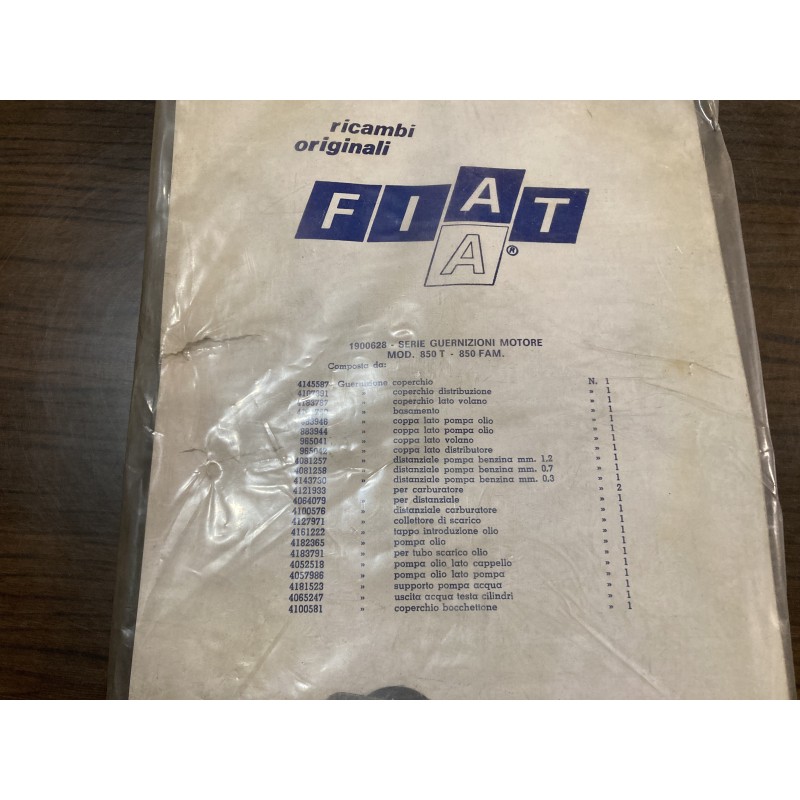 ricambi
originali
FIAT
A®
1900628 - SERIE GUERNIZIONI MOTORE
MOD. 850 T - 850 FAM.
Composta da:
4145587 Guernizione coperchio N. 1
» coperchio distribuzione » 1
» coperchio lato volano » 1
» basamento » 1
» coppa lato pompa olio » 1
883944 » coppa lato pompa olio » 1
965041 » coppa lato volano » 1
965042 » coppa lato distributore » 1
4081257 » distanziale pompa benzina mm. 1,2 » 1
4081258 » distanziale pompa benzina mm. 0,7 » 1
4143730 » distanziale pompa benzina mm. 0,3 » 1
4121933 » per carburatore » 2
4064079 » per distanziale » 1
4100576 » distanziale carburatore » 1
4127971 » collettore di scarico » 1
4161222 » tappo introduzione olio » 1
4182365 » pompa olio » 1
4183791 » per tubo scarico olio » 1
4052518 » pompa olio lato cappello » 1
4057986 » pompa olio lato pompa » 1
4181523 » supporto pompa acqua » 1
4065247 » uscita acqua testa cilindri » 1
4100581 » coperchio bocchettone » 1